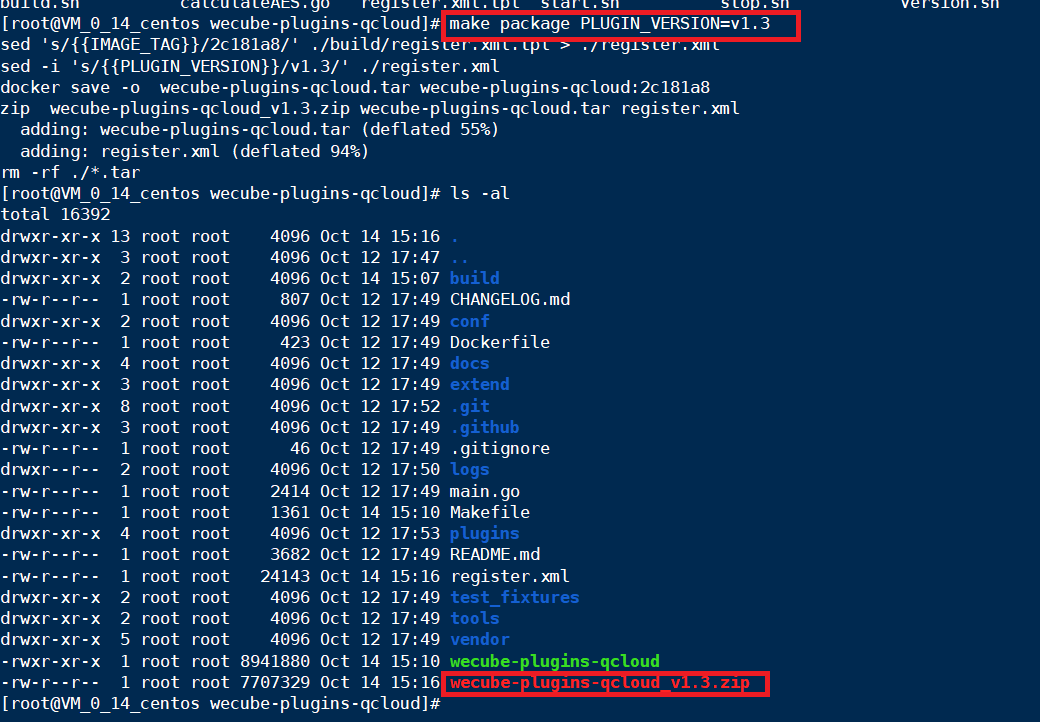 build.sh calculateAES.go register.xml.tpl start.sh stop.sh version.sh
[root@VM_0_14_centos wecube-plugins-qcloud]# make package PLUGIN_VERSION=v1.3
sed 's/{{IMAGE_TAG}}/2c181a8/' ./build/register.xml.tpl > ./register.xml
sed -i 's/{{PLUGIN_VERSION}}/v1.3/' ./register.xml
docker save -o  wecube-plugins-qcloud.tar wecube-plugins-qcloud:2c181a8
zip  wecube-plugins-qcloud_v1.3.zip wecube-plugins-qcloud.tar register.xml
  adding: wecube-plugins-qcloud.tar (deflated 55%)
  adding: register.xml (deflated 94%)
rm -rf ./*.tar
[root@VM_0_14_centos wecube-plugins-qcloud]# ls -al
total 16392
drwxr-xr-x 13 root root    4096 Oct 14 15:16 .
drwxr-xr-x  3 root root    4096 Oct 12 17:47 ..
drwxr-xr-x  2 root root    4096 Oct 14 15:07 build
-rw-r--r--  1 root root     807 Oct 12 17:49 CHANGELOG.md
drwxr-xr-x  2 root root    4096 Oct 12 17:49 conf
-rw-r--r--  1 root root     423 Oct 12 17:49 Dockerfile
drwxr-xr-x  4 root root    4096 Oct 12 17:49 docs
drwxr-xr-x  3 root root    4096 Oct 12 17:49 extend
drwxr-xr-x  8 root root    4096 Oct 12 17:52 .git
drwxr-xr-x  3 root root    4096 Oct 12 17:49 .github
-rw-r--r--  1 root root      46 Oct 12 17:49 .gitignore
drwxr--r--  2 root root    4096 Oct 12 17:50 logs
-rw-r--r--  1 root root    2414 Oct 12 17:49 main.go
-rw-r--r--  1 root root    1361 Oct 14 15:10 Makefile
drwxr-xr-x  4 root root    4096 Oct 12 17:53 plugins
-rw-r--r--  1 root root    3682 Oct 12 17:49 README.md
-rw-r--r--  1 root root   24143 Oct 14 15:16 register.xml
drwxr-xr-x  2 root root    4096 Oct 12 17:49 test_fixtures
drwxr-xr-x  2 root root    4096 Oct 12 17:49 tools
drwxr-xr-x  5 root root    4096 Oct 12 17:49 vendor
-rwxr-xr-x  1 root root 8941880 Oct 14 15:10 wecube-plugins-qcloud
-rw-r--r--  1 root root 7707329 Oct 14 15:16 wecube-plugins-qcloud_v1.3.zip
[root@VM_0_14_centos wecube-plugins-qcloud]#